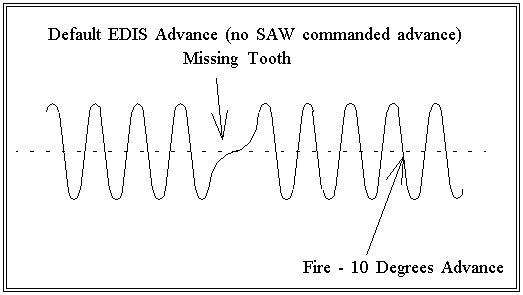 Default EDIS Advance (no SAW commanded advance)
Missing Tooth
Fire - 10 Degrees Advance